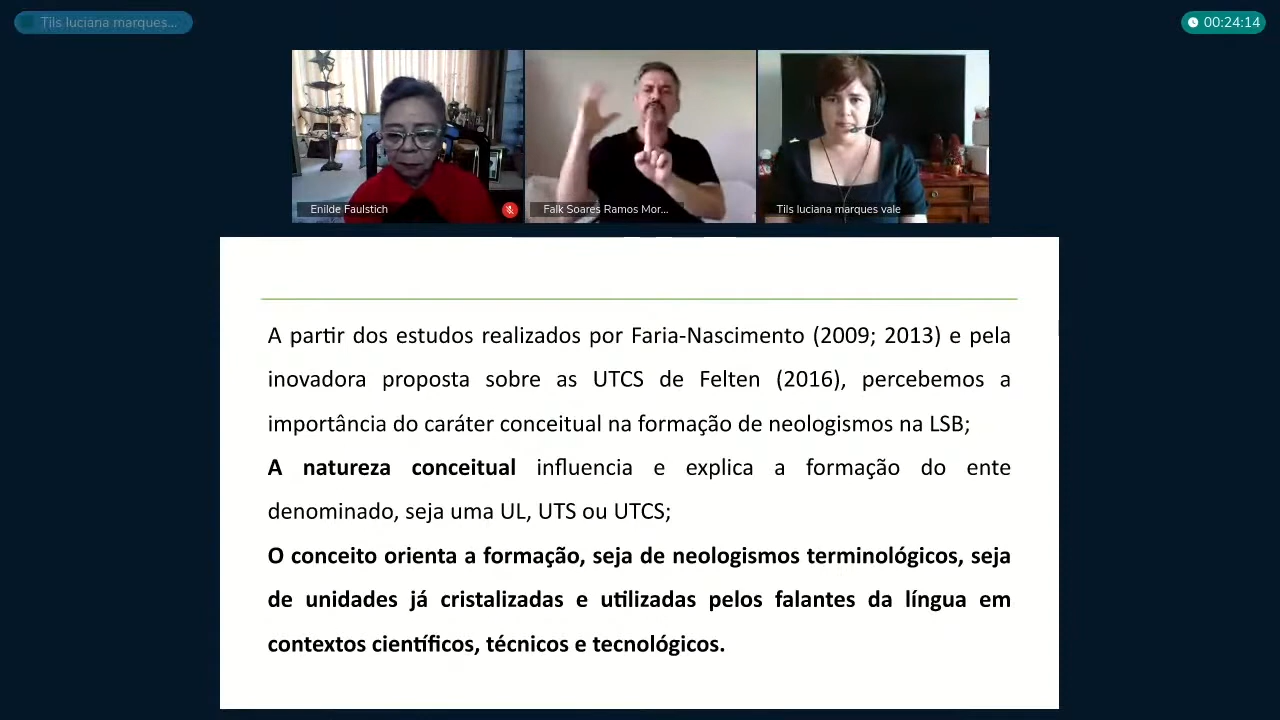 Tils luciana marques...
00:24:14
Enilde Faulstich
Falk Soares Ramos Mor...
Tils luciana marques vale
A partir dos estudos realizados por Faria-Nascimento (2009; 2013) e pela
inovadora proposta sobre as UTCS de Felten (2016), percebemos a
importância do caráter conceitual na formação de neologismos na LSB;
A natureza conceitual influencia e explica a formação do ente
denominado, seja uma UL, UTS ou UTCS;
O conceito orienta a formação, seja de neologismos terminológicos, seja
de unidades já cristalizadas e utilizadas pelos falantes da língua em
contextos científicos, técnicos e tecnológicos.